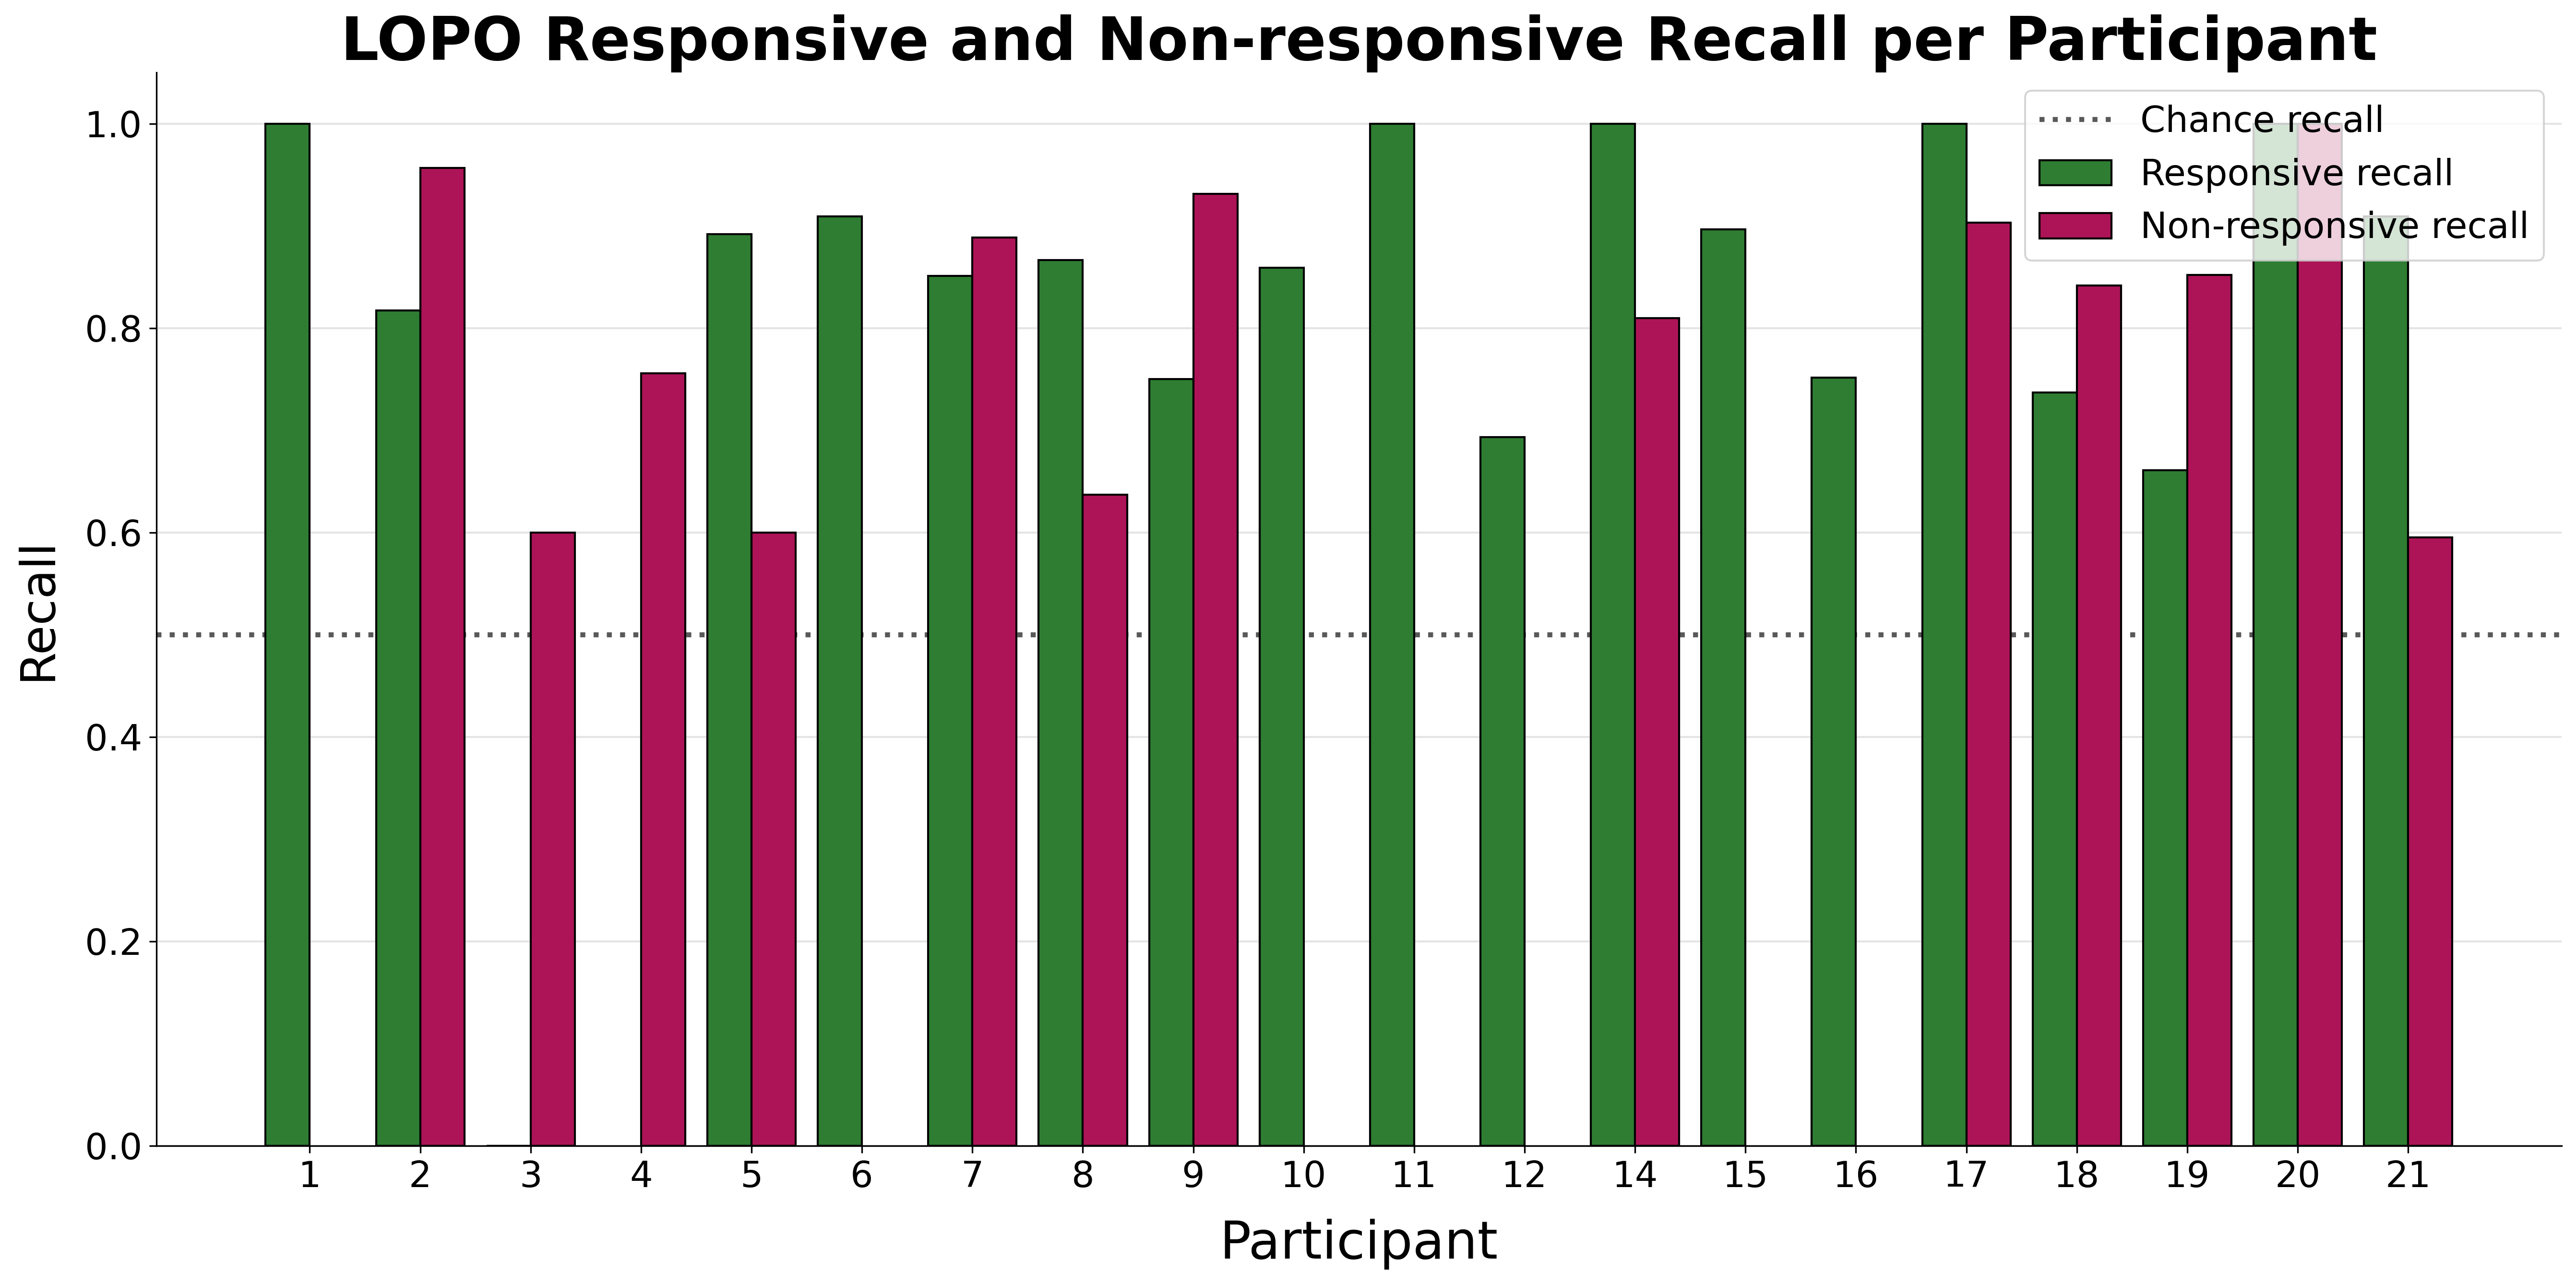 LOPO Responsive and Non-responsive Recall per Participant
Chance recall
Responsive recall
Non-responsive recall
Recall
1.0
0.8
0.6
0.4
0.2
0.0
1 2 3 4 5 6 7 8 9 10 11 12 14 15 16 17 18 19 20 21
Participant